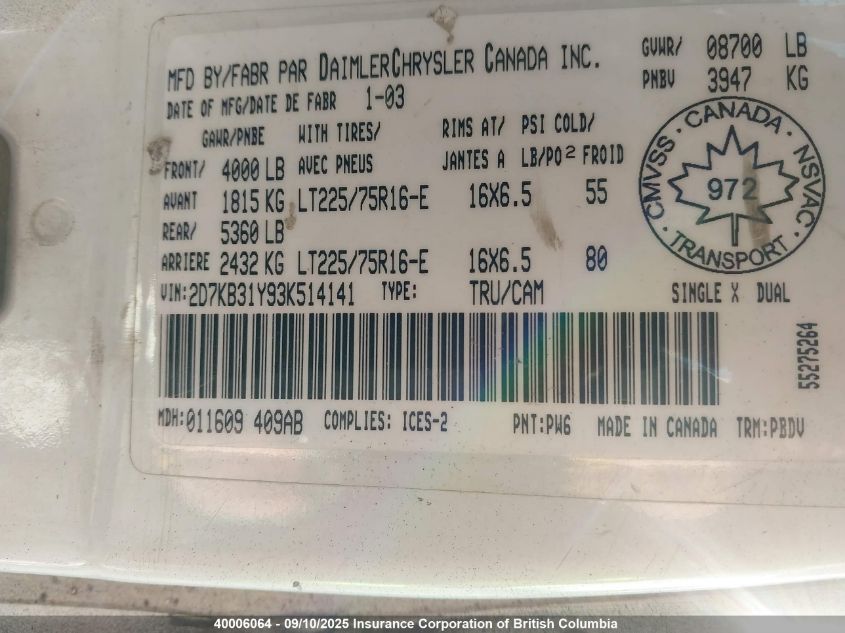 MFD BY/FABR PAR DAIMLERCHRYSLER CANADA INC.
GVWR/ 08700 LB
PNBV 3947 KG
DATE OF MFG/DATE DE FABR 1-03
GAWR/PNBE WITH TIRES/ RIMS AT/ PSI COLD/
FRONT/ 4000 LB AVEC PNEUS JANTES A LB/PO² FROID
AVANT 1815 KG LT225/75R16-E 16X6.5 55
REAR/ 5360 LB
ARRIERE 2432 KG LT225/75R16-E 16X6.5 80
CMVSS · CANADA · NSVAC · TRANSPORT ·
972
VIN: 2D7KB31Y93K514141 TYPE: TRU/CAM SINGLE X DUAL
55275264
MDH: 011609 409AB COMPLIES: ICES-2 PNT:PW6 MADE IN CANADA TRM:PBDV
40006064 - 09/10/2025 Insurance Corporation of British Columbia